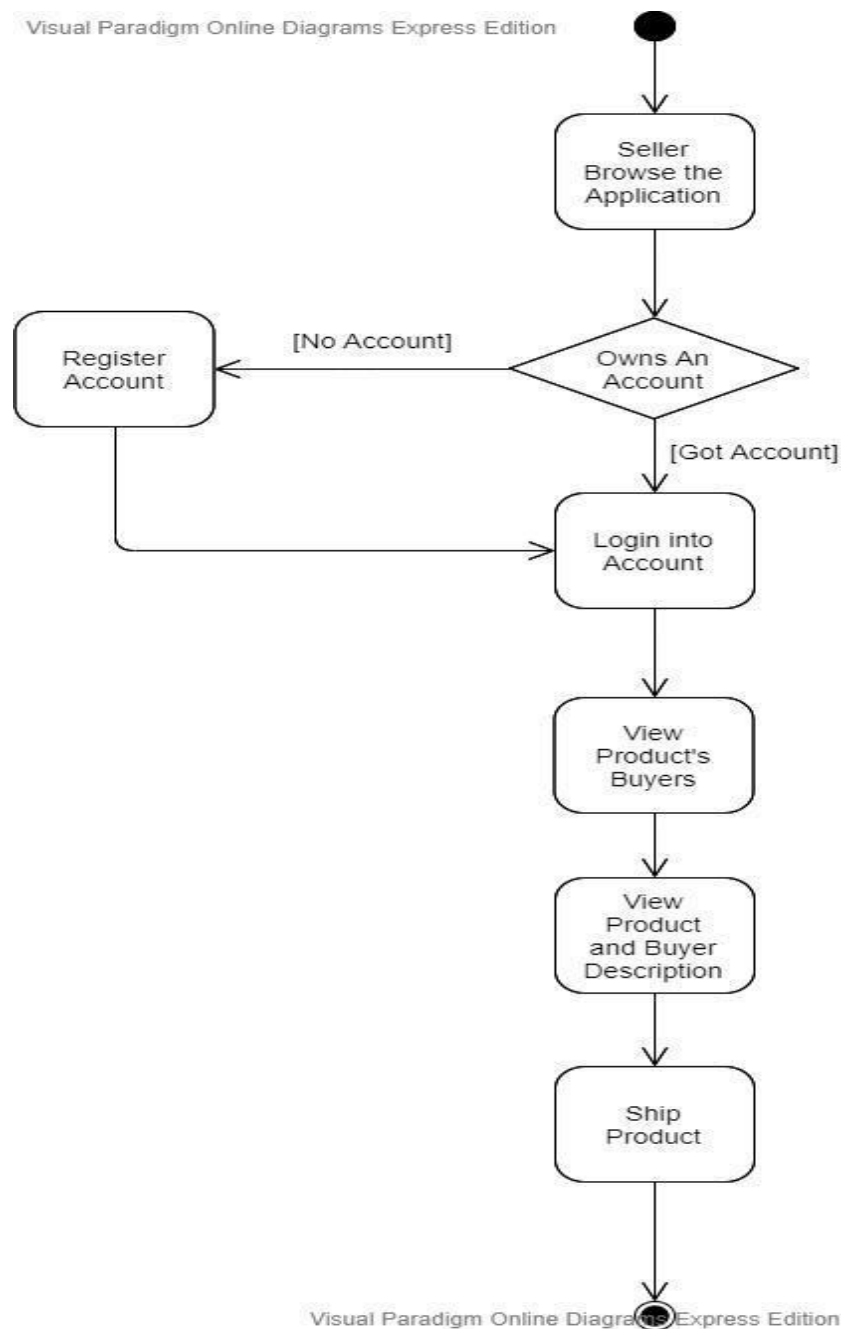 Visual Paradigm Online Diagrams Express Edition
Seller
Browse the
Application
[No Account]
Register
Account
Owns An
Account
[Got Account]
Login into
Account
View
Product's
Buyers
View
Product
and Buyer
Description
Ship
Product
Visual Paradigm Online Diagrams Express Edition